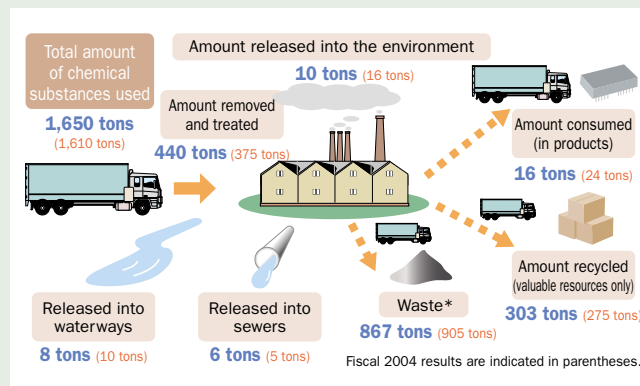 Total amount
of chemical
substances used
1,650 tons
(1,610 tons)
Amount released into the environment
10 tons (16 tons)
Amount removed
and treated
440 tons (375 tons)
Amount consumed
(in products)
16 tons (24 tons)
Amount recycled
(valuable resources only)
303 tons (275 tons)
Waste*
867 tons (905 tons)
Released into
sewers
6 tons (5 tons)
Released into
waterways
8 tons (10 tons)
Fiscal 2004 results are indicated in parentheses.